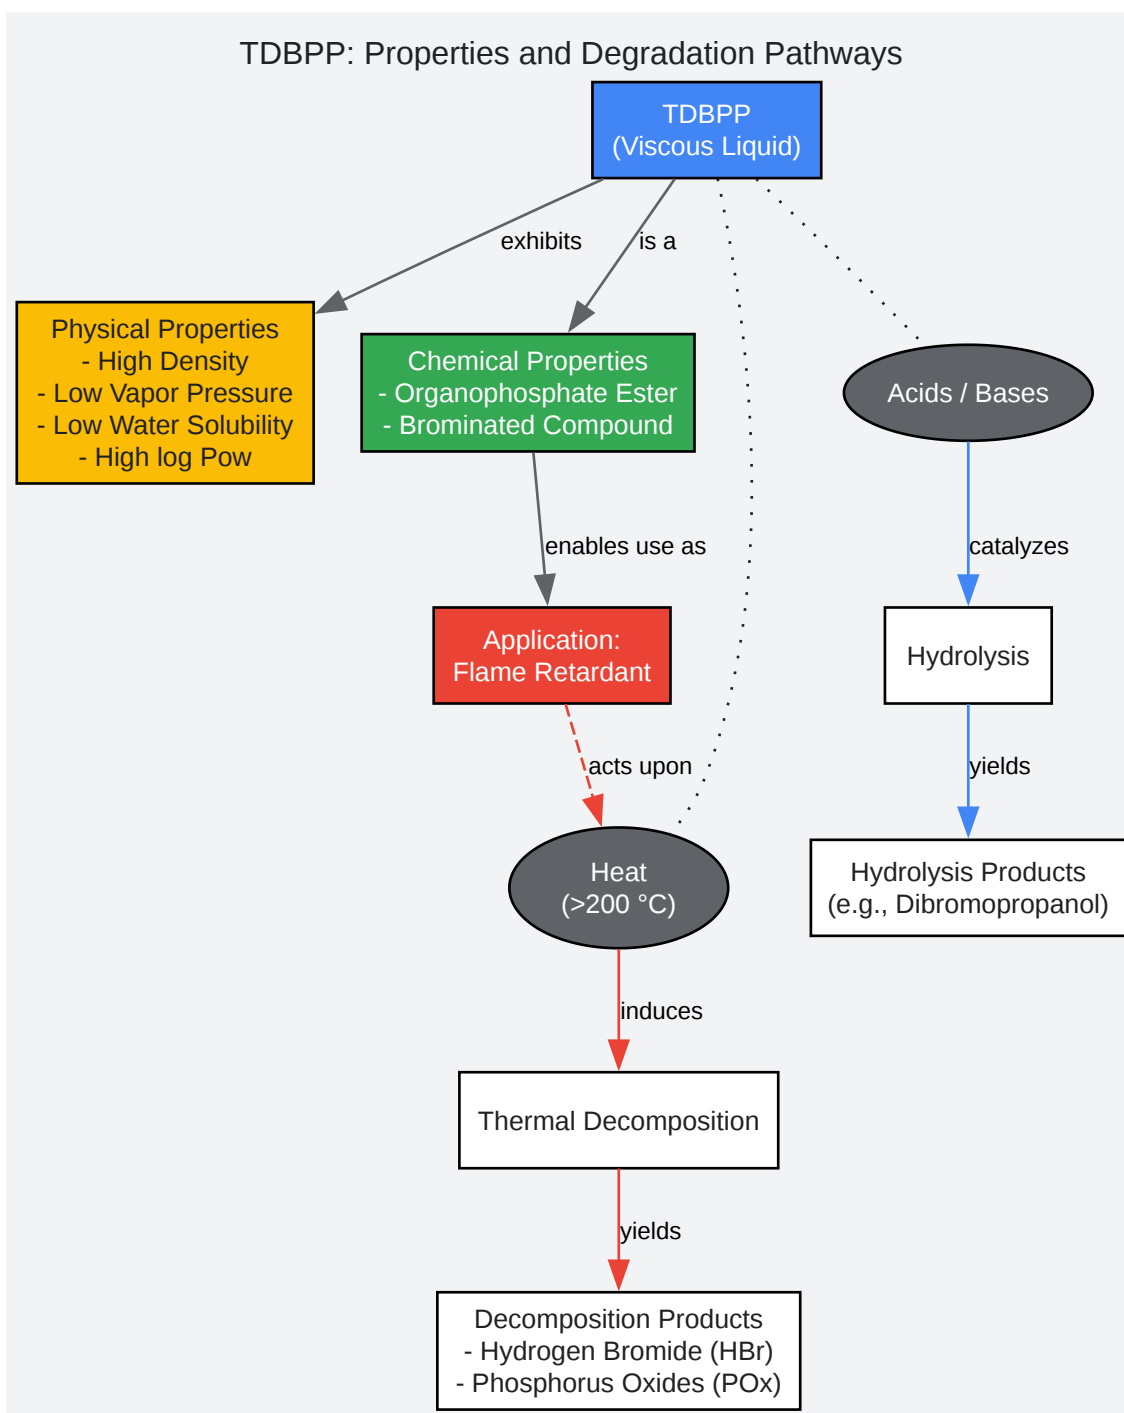 TDBPP: Properties and Degradation Pathways
TDBPP
(Viscous Liquid)
exhibits
is a
Physical Properties
- High Density
- Low Vapor Pressure
- Low Water Solubility
- High log Pow
Chemical Properties
- Organophosphate Ester
- Brominated Compound
Acids / Bases
enables use as
catalyzes
Application:
Flame Retardant
Hydrolysis
acts upon
yields
Heat
(>200 °C)
Hydrolysis Products
(e.g., Dibromopropanol)
induces
Thermal Decomposition
yields
Decomposition Products
- Hydrogen Bromide (HBr)
- Phosphorus Oxides (POx)